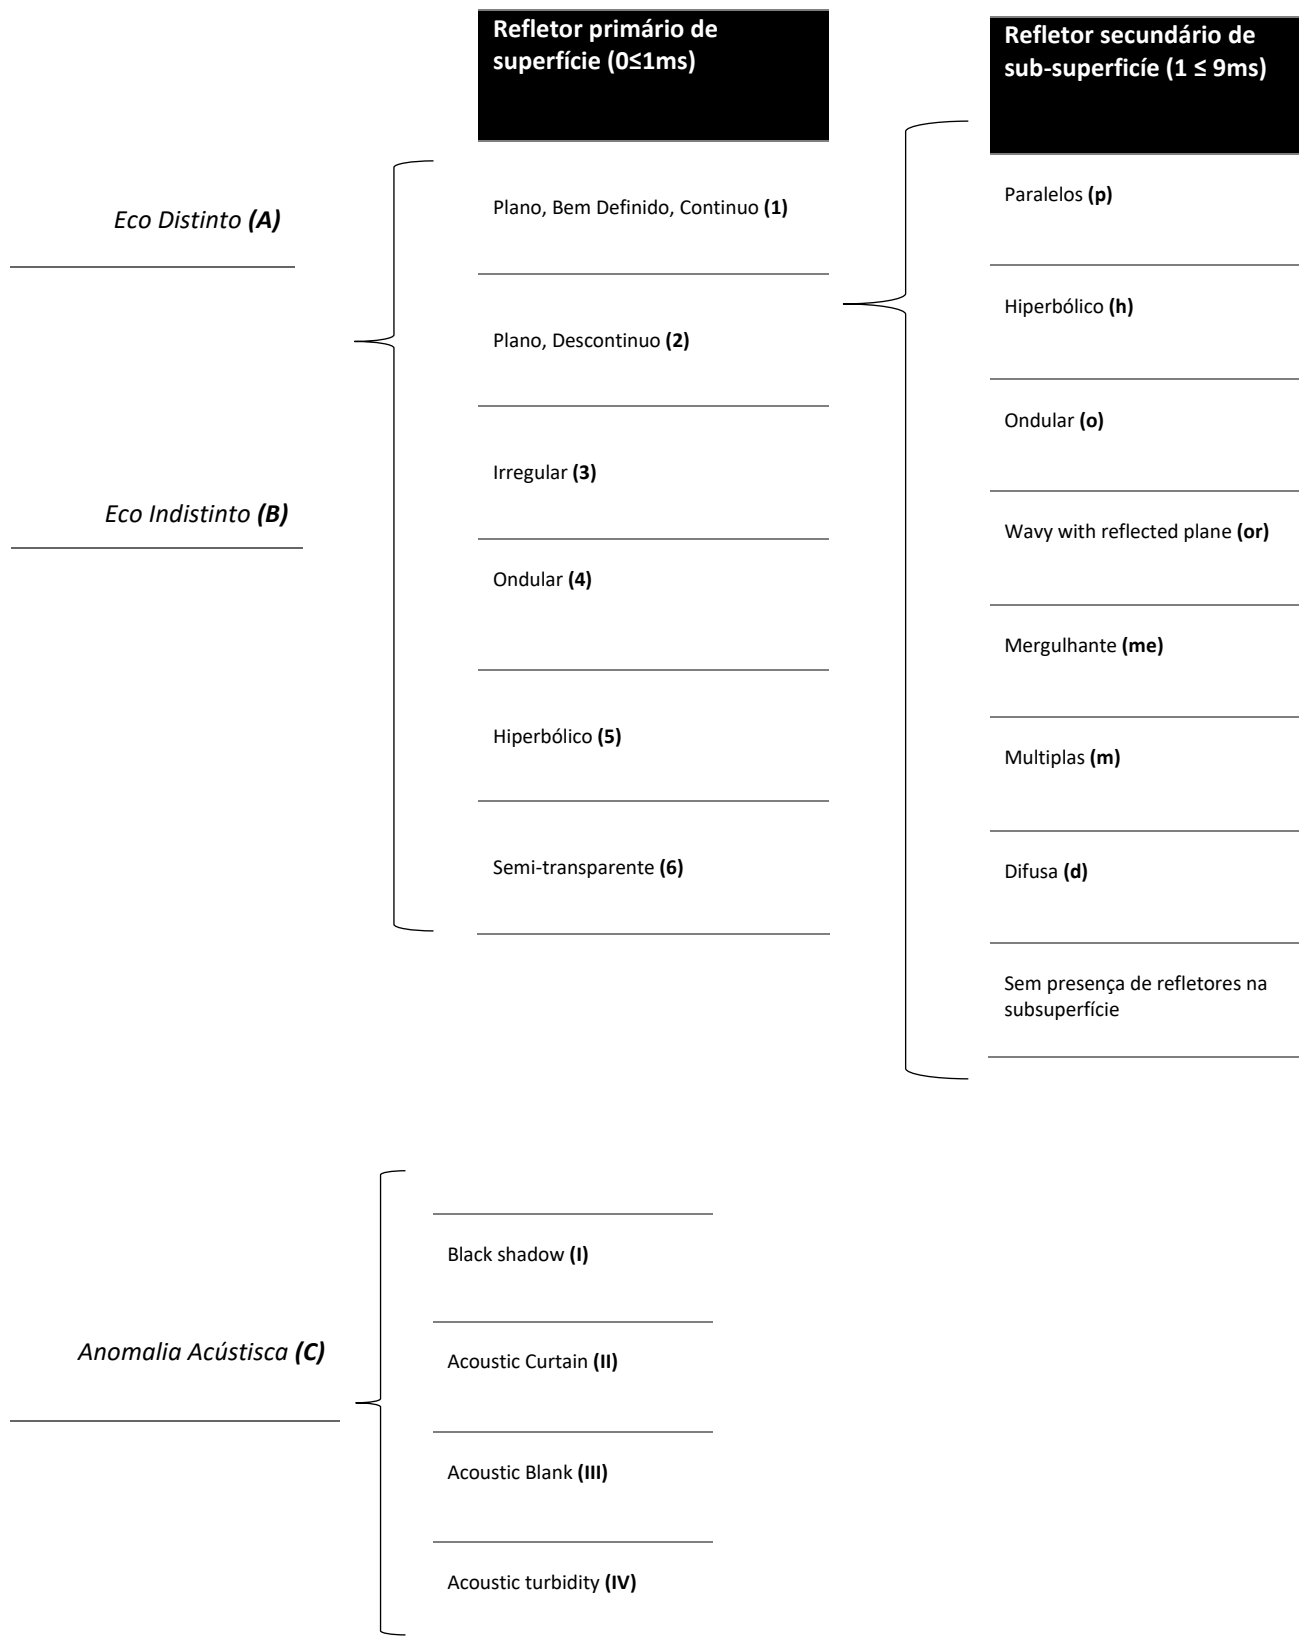 Refletor primário de
superfície (0≤1ms)
Refletor secundário de
sub-superficíe (1 ≤ 9ms)
Eco Distinto (A)
Eco Indistinto (B)
Plano, Bem Definido, Continuo (1)
Plano, Descontinuo (2)
Irregular (3)
Ondular (4)
Hiperbólico (5)
Semi-transparente (6)
Paralelos (p)
Hiperbólico (h)
Ondular (o)
Wavy with reflected plane (or)
Mergulhante (me)
Multiplas (m)
Difusa (d)
Sem presença de refletores na
subsuperfície
Anomalia Acústisca (C)
Black shadow (I)
Acoustic Curtain (II)
Acoustic Blank (III)
Acoustic turbidity (IV)